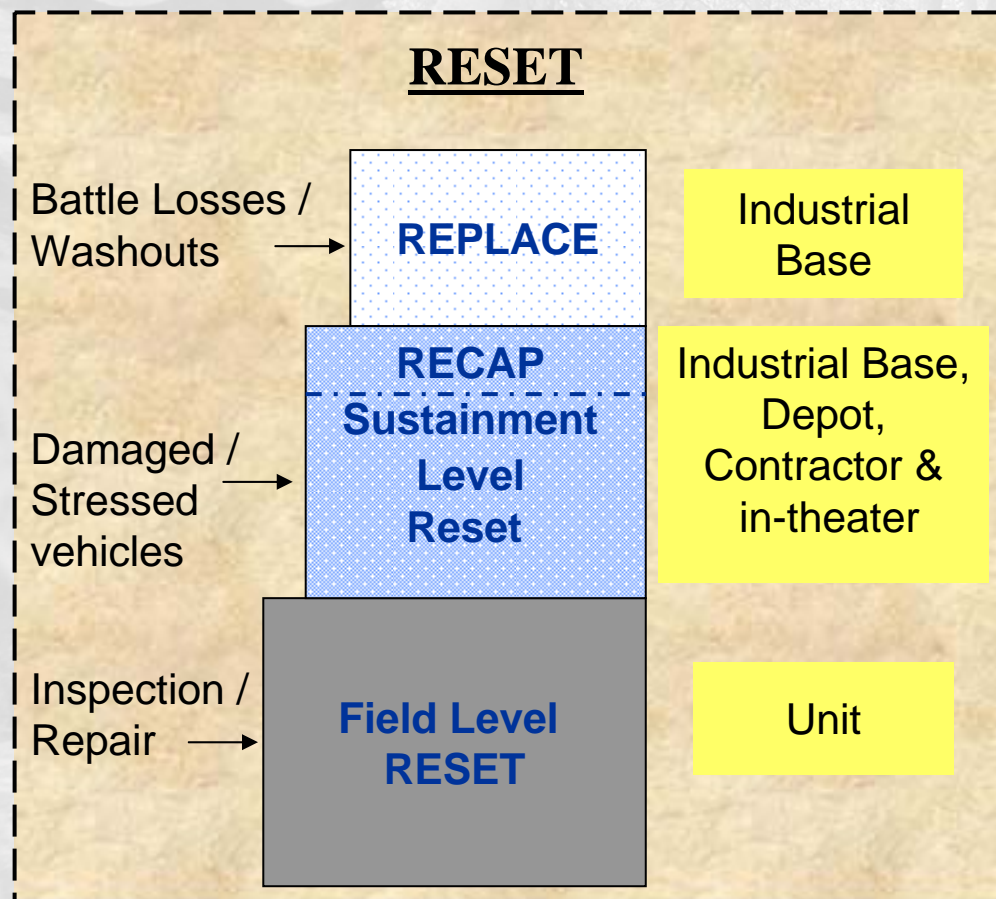 RESET
Battle Losses /
Washouts
REPLACE
Industrial
Base
Damaged /
Stressed
vehicles
RECAP
Sustainment
Level
Reset
Industrial Base,
Depot,
Contractor &
in-theater
Inspection /
Repair
Field Level
RESET
Unit